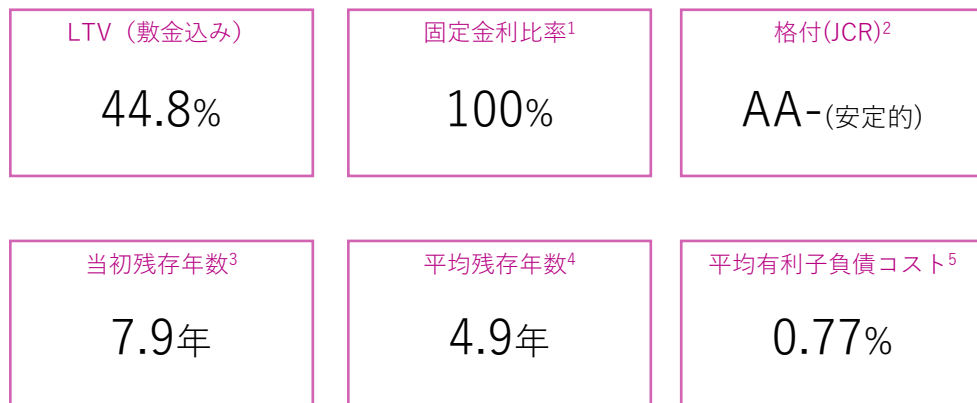 LTV（敷金込み）
44.8%
固定金利比率1
100%
格付(JCR)2
AA-(安定的)
当初残存年数3
7.9年
平均残存年数4
4.9年
平均有利子負債コスト5
0.77%